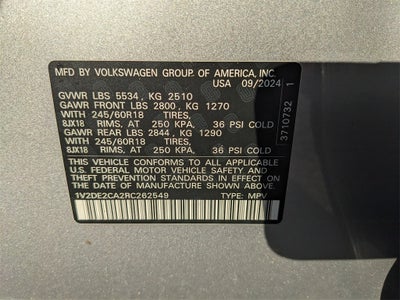 MFD BY VOLKSWAGEN GROUP OF AMERICA, INC.
USA 09/2024
GVWR LBS 5534 , KG 2510
GAWR FRONT LBS 2800 , KG 1270
WITH 245/60R18 TIRES,
8JX18 RIMS, AT 250 KPA, 36 PSI COLD
GAWR REAR LBS 2844 , KG 1290
WITH 245/60R18 TIRES,
8JX18 RIMS, AT 250 KPA, 36 PSI COLD
THIS VEHICLE CONFORMS TO ALL APPLICABLE
U.S. FEDERAL MOTOR VEHICLE SAFETY STANDARDS
IN EFFECT ON THE DATE OF MANUFACTURE
SHOWN ABOVE.
1V2DE2CA2RC262549 TYPE: MPV
3710732 1